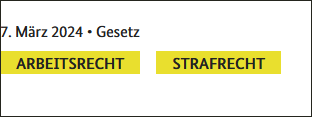 7. März 2024 • Gesetz
ARBEITSRECHT STRAFRECHT